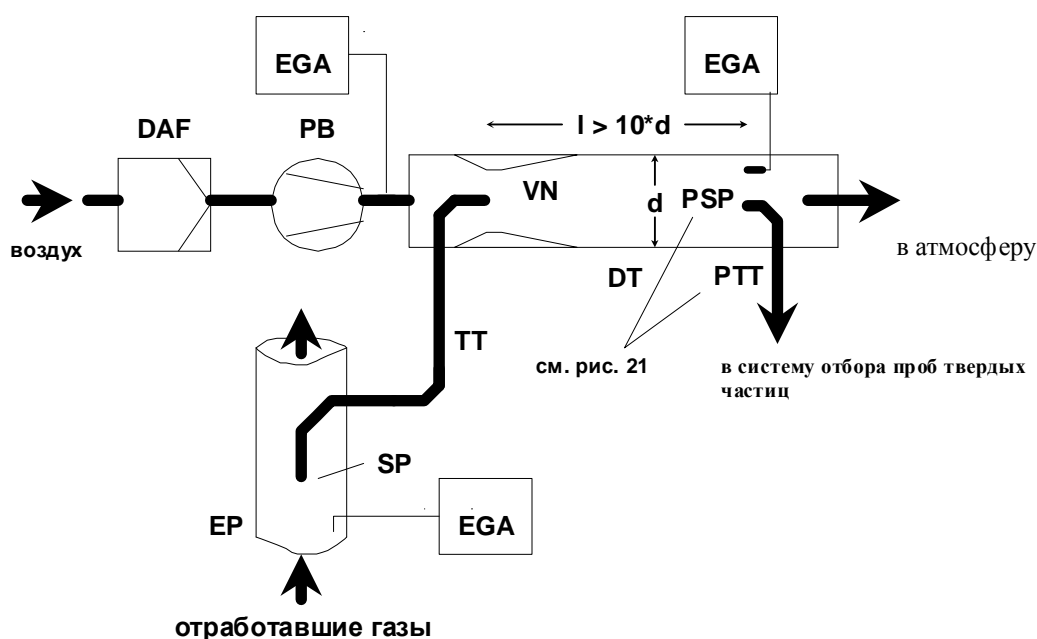 EGA
EGA
DAF
PB
l > 10*d
VN
d
PSP
воздух
в атмосферу
DT
PTT
TT
см. рис. 21
в систему отбора проб твердых
частиц
SP
EP
EGA
отработавшие газы